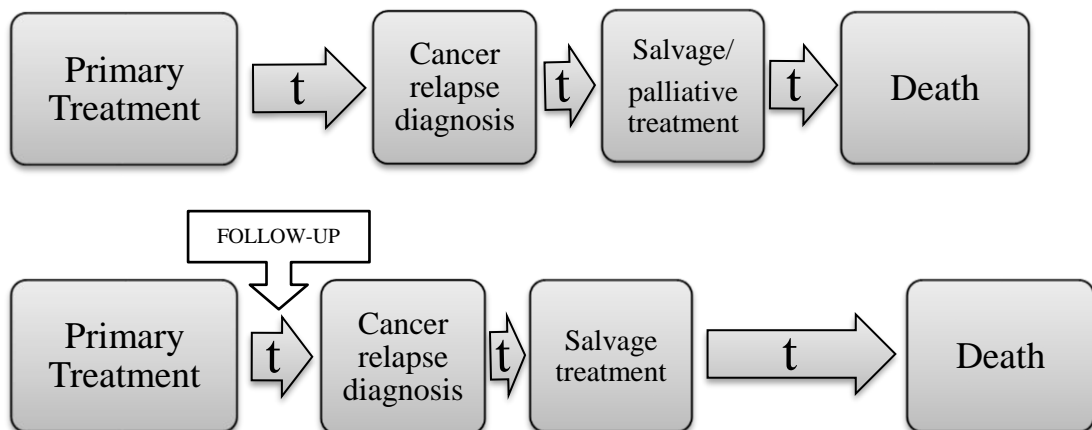 Primary
Treatment
t
Cancer
relapse
diagnosis
t
Salvage/
palliative
treatment
t
Death
FOLLOW-UP
Primary
Treatment
t
Cancer
relapse
diagnosis
t
Salvage
treatment
t
Death